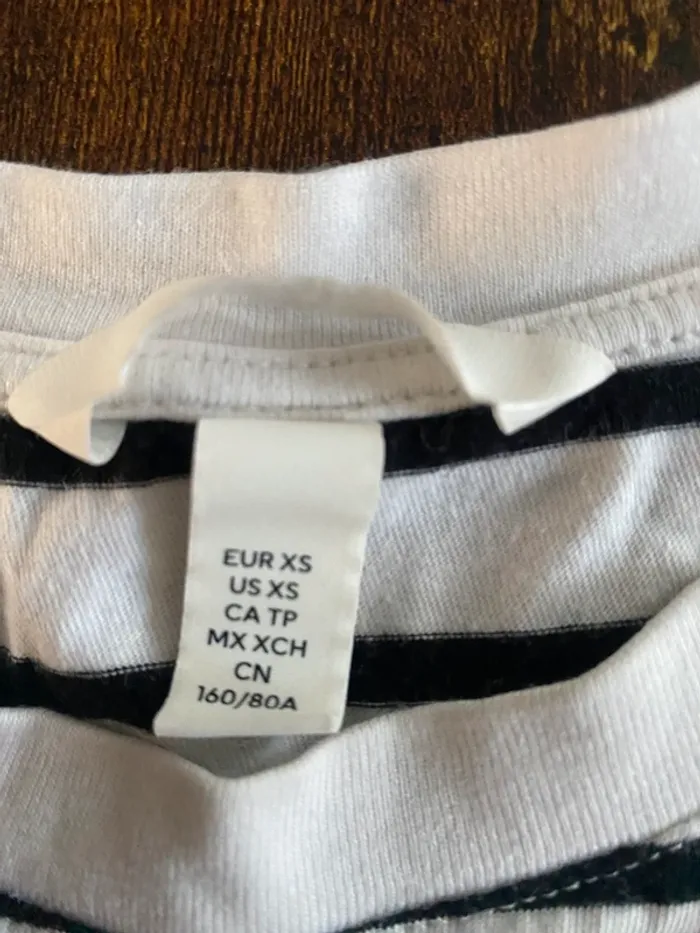 EUR XS
US XS
CA TP
MX XCH
CN
160/80A